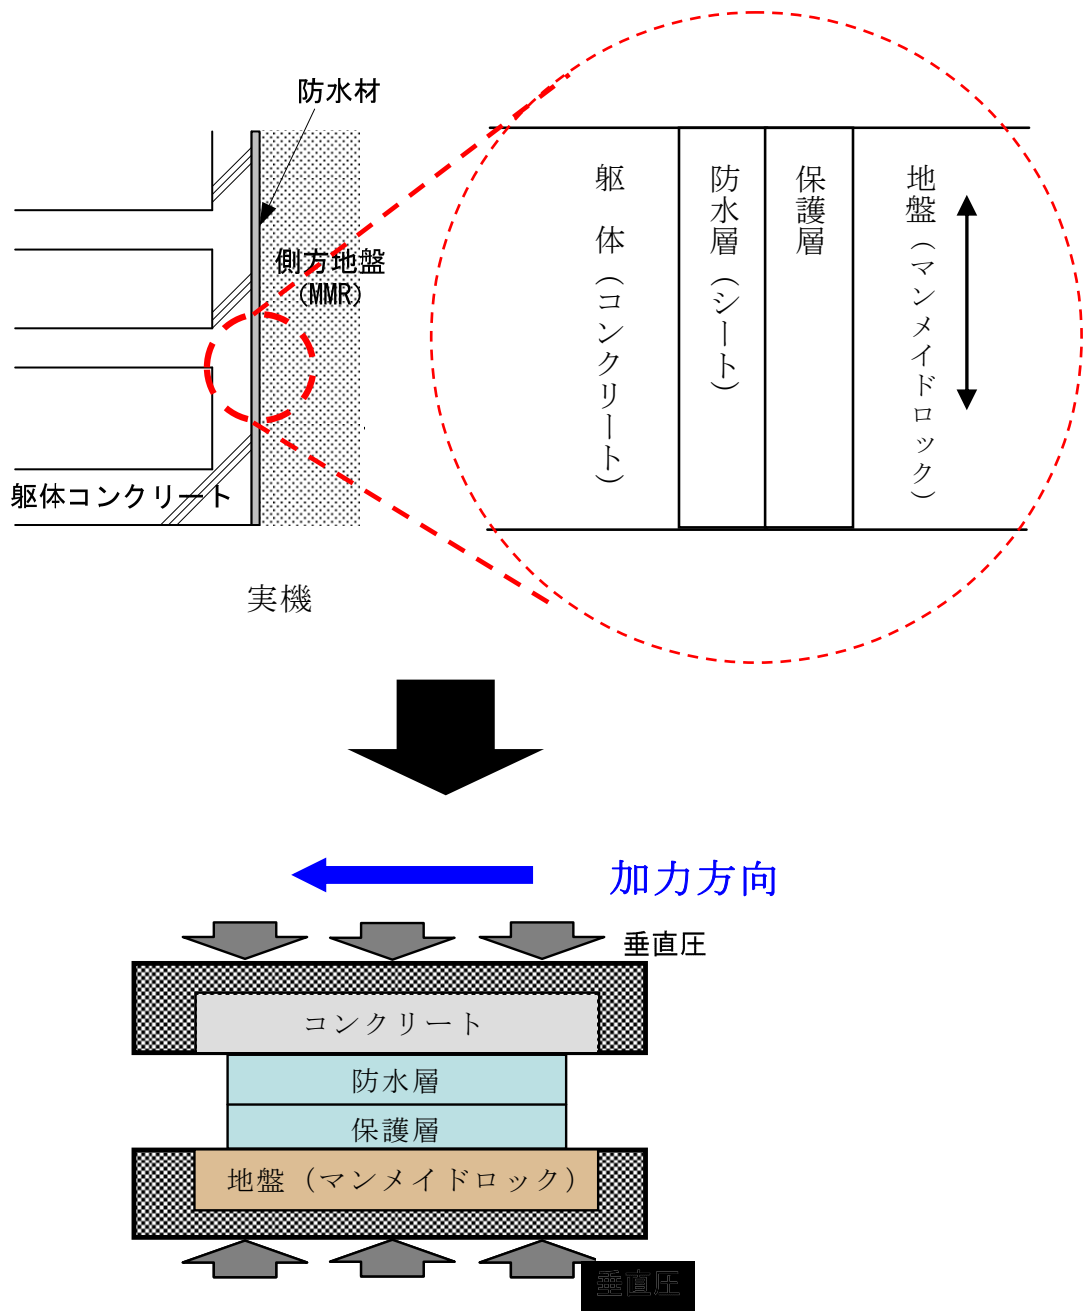 防水材
側方地盤
(MMR)
躯体コンクリート
実機
躯 体(コンクリート)
防水層(シート)
保護層
地盤(マンメイドロック)
加力方向
垂直圧
コンクリート
防水層
保護層
地盤(マンメイドロック)
垂直圧